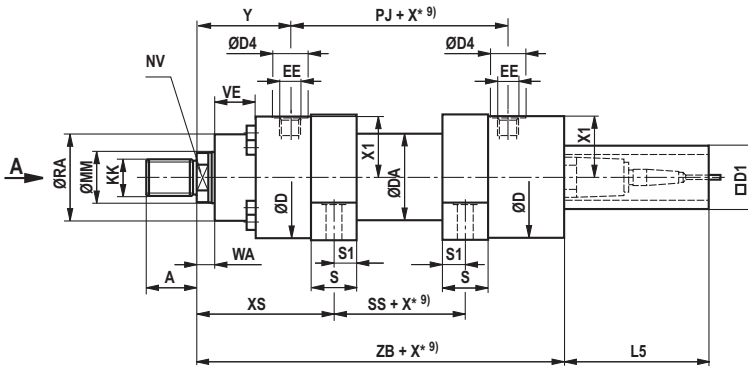 Y
PJ + X* 9)
ØD4
ØD4
NV
EE
EE
VE
X1
X1
A
ØRA
ØMM
KK
ØD
ØDA
ØD
□D1
WA
S1
S1
A
S
S
XS
SS + X* 9)
ZB + X* 9)
L5